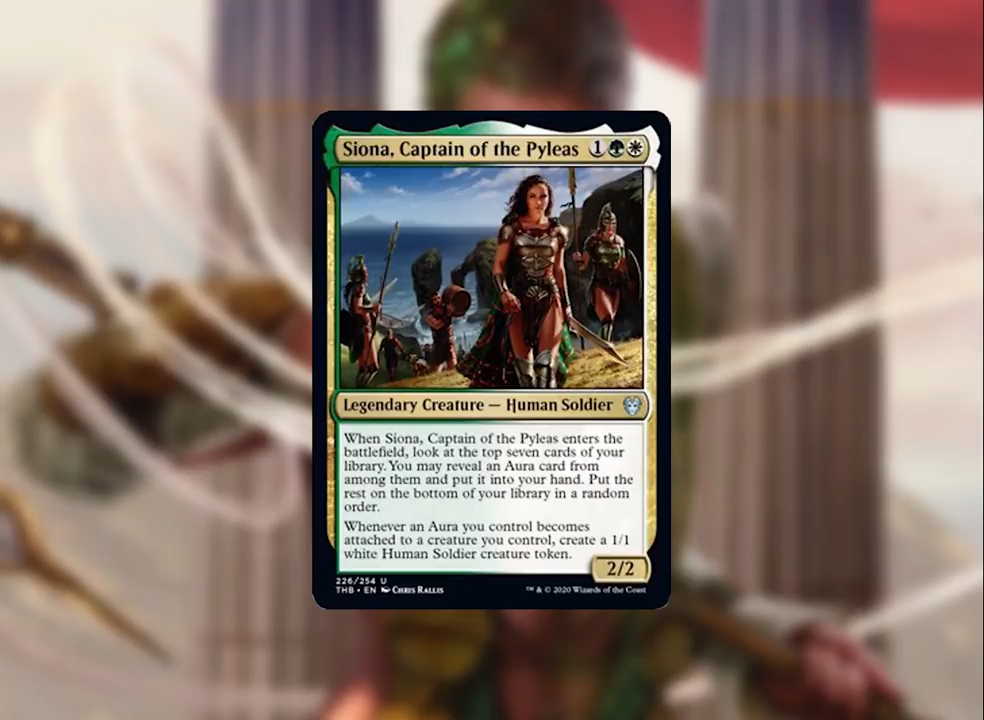 Siona, Captain of the Pyleas 1
Legendary Creature — Human Soldier
When Siona, Captain of the Pyleas enters the
battlefield, look at the top seven cards of your
library. You may reveal an Aura card from
among them and put it into your hand. Put the
rest on the bottom of your library in a random
order.
Whenever an Aura you control becomes
attached to a creature you control, create a 1/1
white Human Soldier creature token.
2/2
226/254 U
THB • EN Chris Rallis
™ & © 2020 Wizards of the Coast